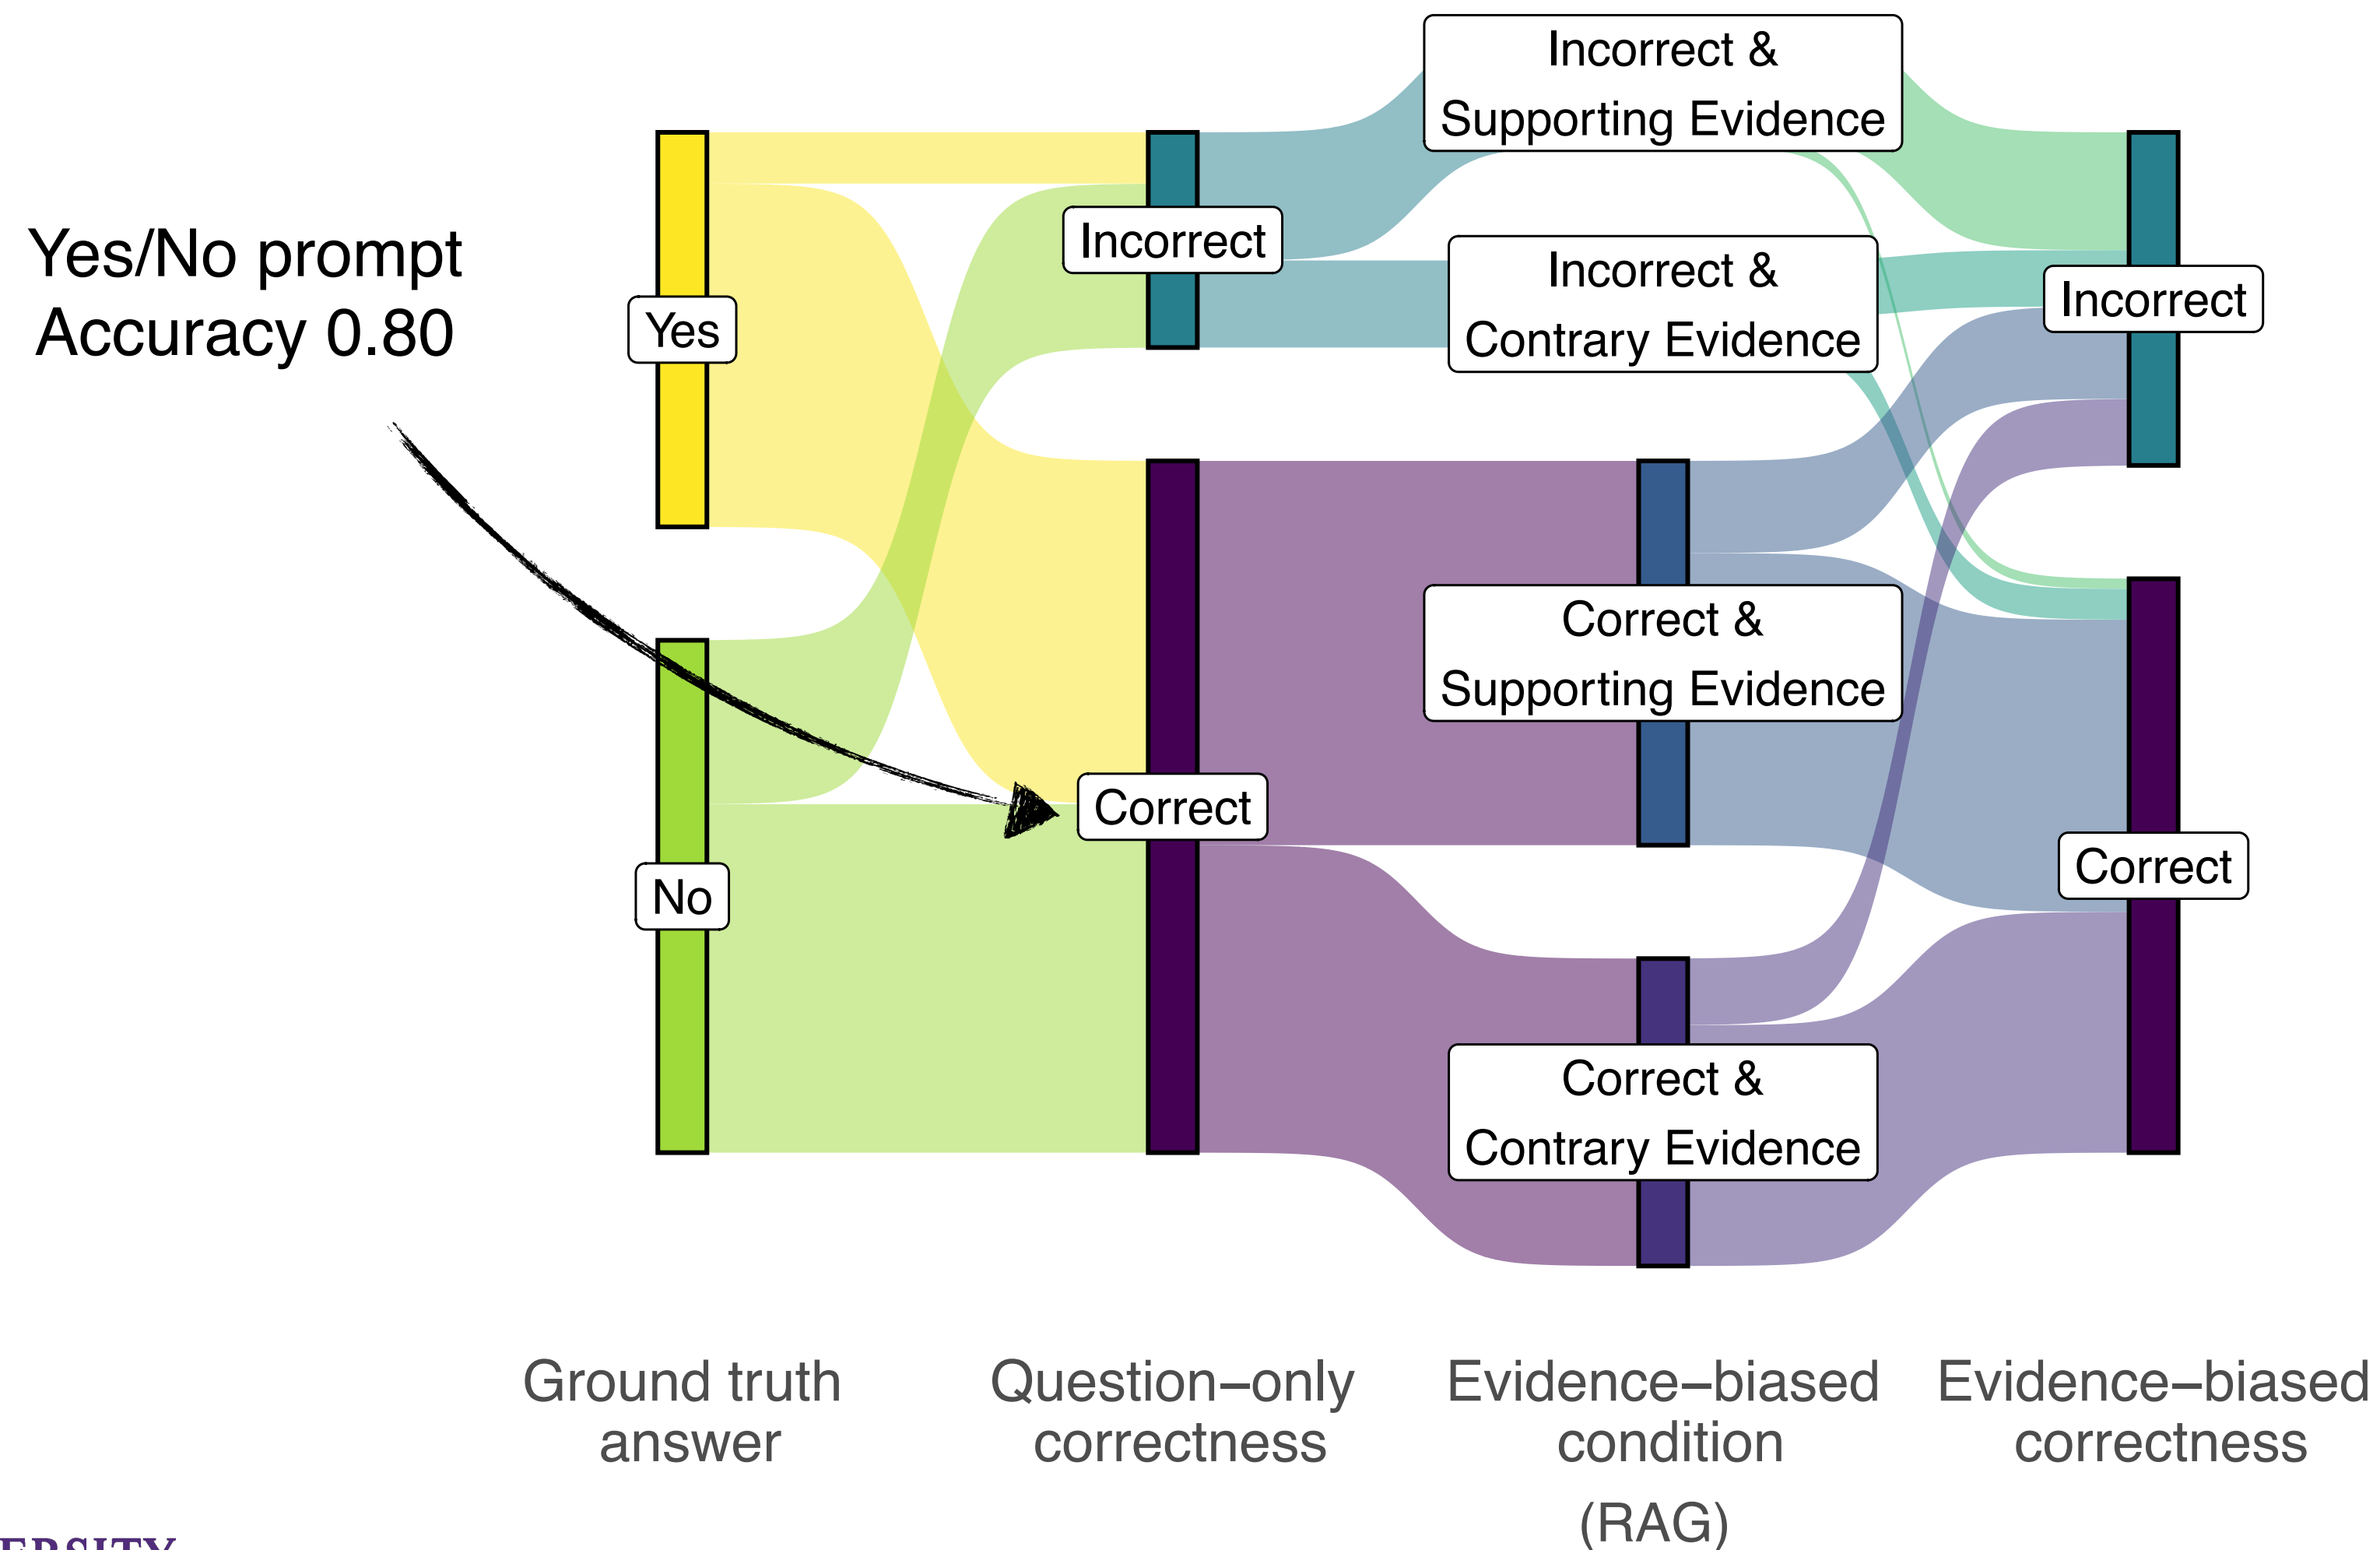 Yes/No prompt
Accuracy 0.80
Yes
No
Incorrect
Correct
Incorrect &
Supporting Evidence
Incorrect &
Contrary Evidence
Correct &
Supporting Evidence
Correct &
Contrary Evidence
Incorrect
Correct
Ground truth
answer
Question–only
correctness
Evidence–biased
condition
(RAG)
Evidence–biased
correctness